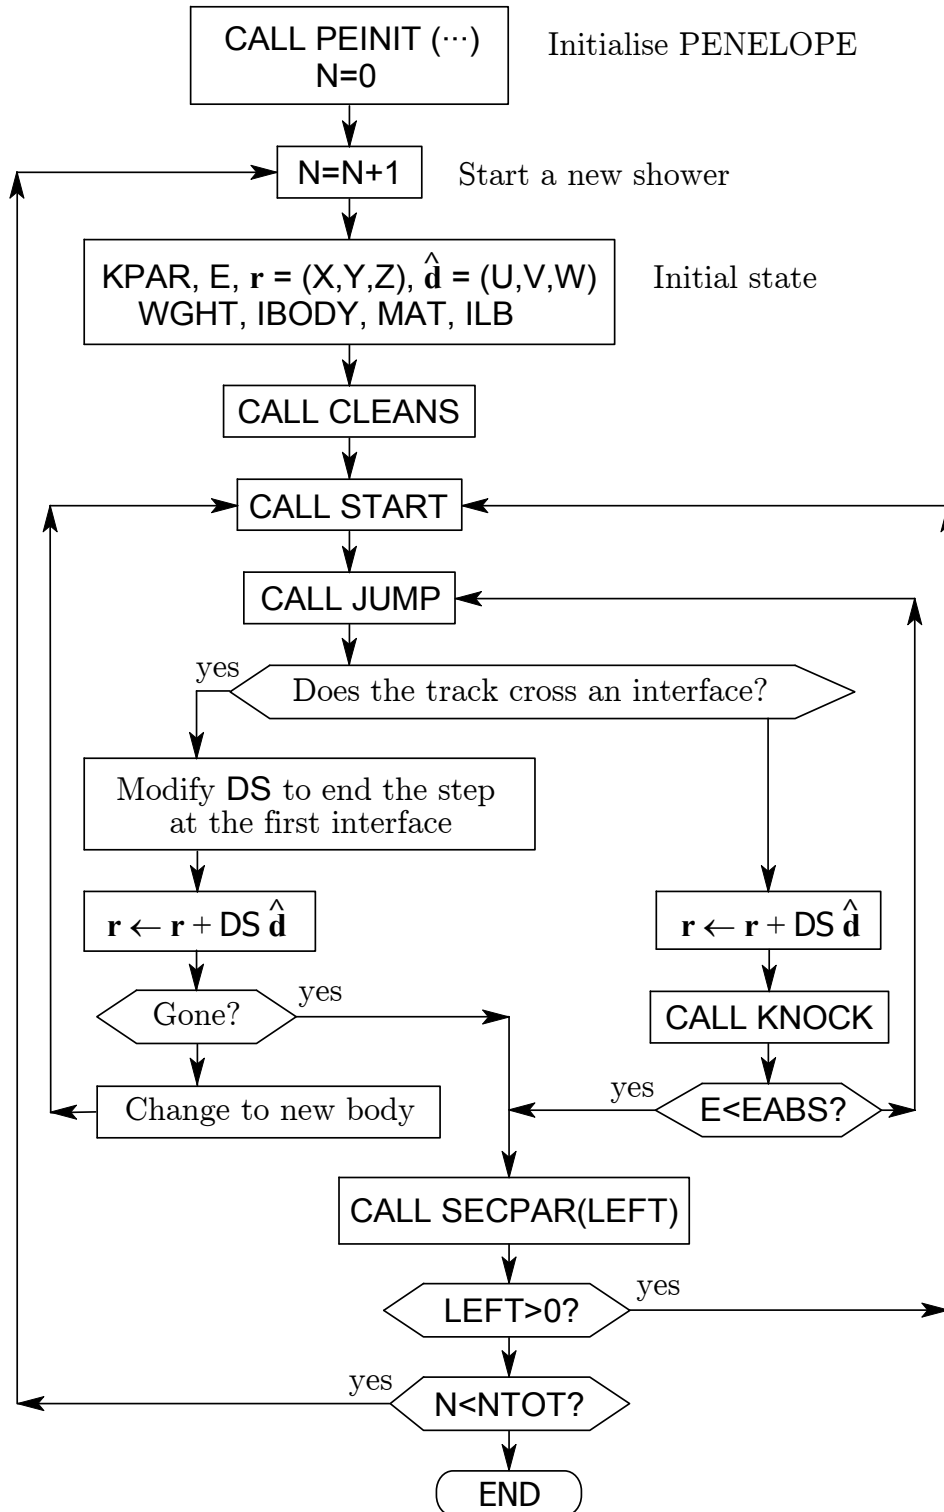 CALL PEINIT (···)
N=0
Initialise PENELOPE
N=N+1
Start a new shower
KPAR, E, r = (X,Y,Z), d̂ = (U,V,W)
WGHT, IBODY, MAT, ILB
Initial state
CALL CLEANS
CALL START
CALL JUMP
yes
Does the track cross an interface?
Modify DS to end the step
at the first interface
r ← r + DS d̂
r ← r + DS d̂
Gone?
yes
CALL KNOCK
Change to new body
yes
E<EABS?
CALL SECPAR(LEFT)
LEFT>0?
yes
yes
N<NTOT?
END